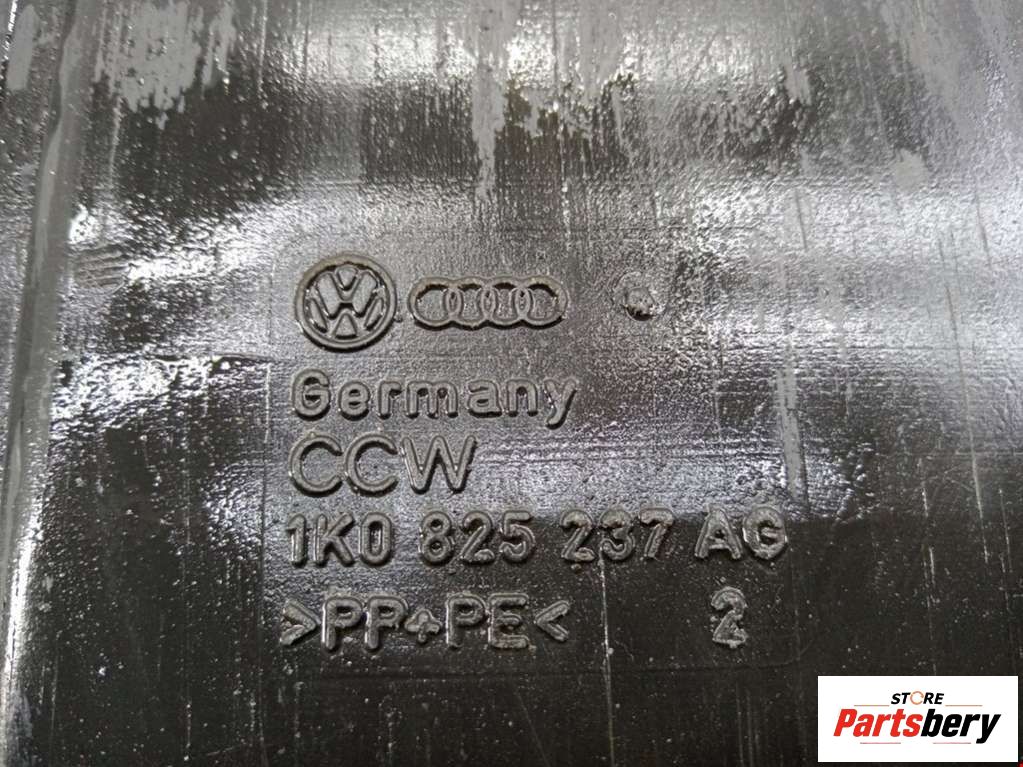 Germany
CCW
1K0 825 237 AG
>PP+PE< 2
STORE
Partsbery